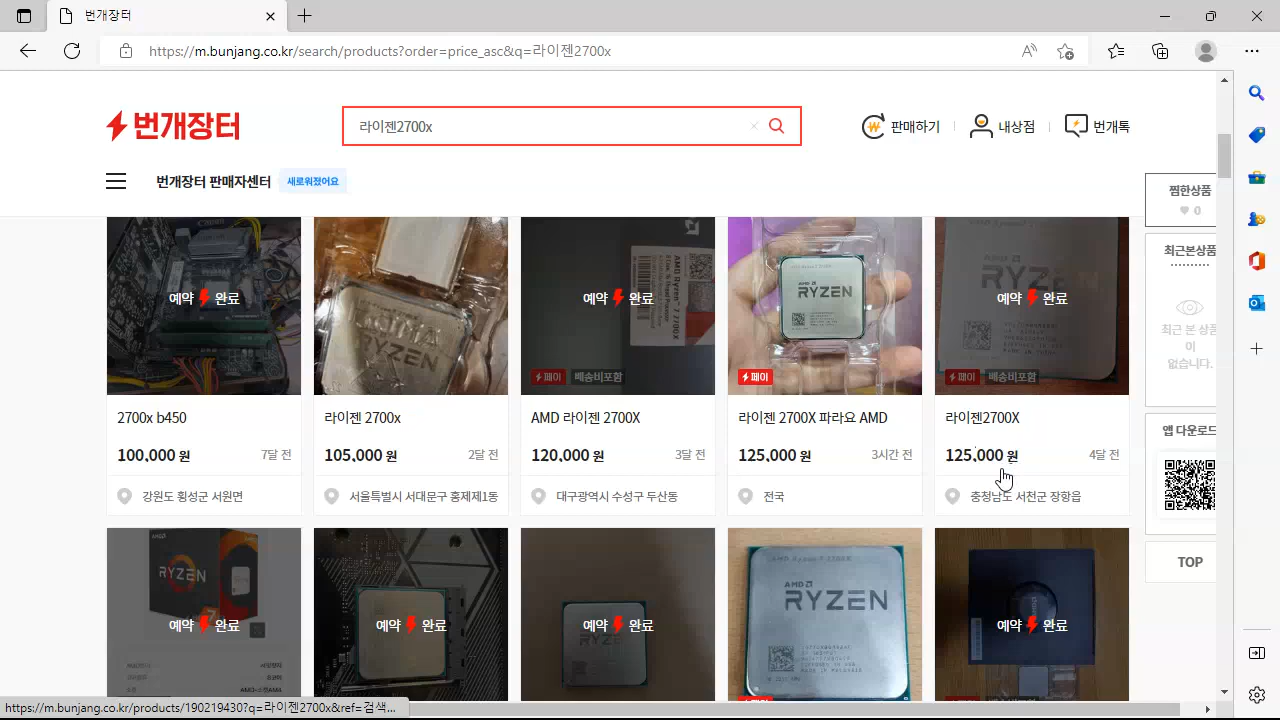 번개장터
https://m.bunjang.co.kr/search/products?order=price_asc&q=라이젠2700x
번개장터
라이젠2700x
판매하기
내상점
번개톡
번개장터 판매자센터
새로워졌어요
찜한상품
0
최근본상품
최근 본 상품
이
없습니다.
앱 다운로드
TOP
예약 완료
예약 완료
예약 완료
AMD RYZEN
RYZEN
페이 배송비포함
페이
페이 배송비포함
2700x b450
라이젠 2700x
AMD 라이젠 2700X
라이젠 2700X 파라요 AMD
라이젠2700X
100,000 원 7달 전
105,000 원 2달 전
120,000 원 3달 전
125,000 원 3시간 전
125,000 원 4달 전
강원도 횡성군 서원면
서울특별시 서대문구 홍제제1동
대구광역시 수성구 두산동
전국
충청남도 서천군 장항읍
RYZEN
AMD
RYZEN
예약 완료
예약 완료
예약 완료
예약 완료
https://m.bunjang.co.kr/products/190219430?q=라이젠2700x&ref=검색...